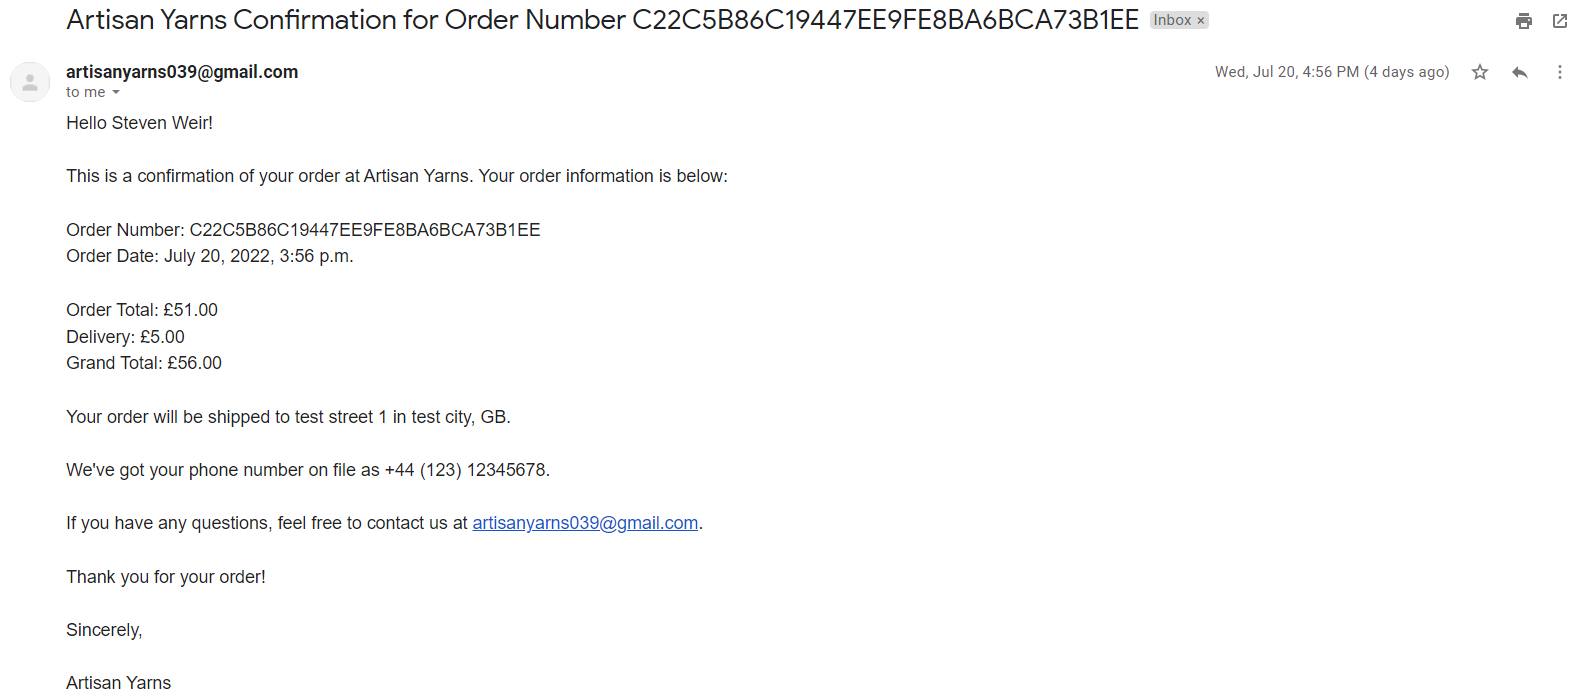 Artisan Yarns Confirmation for Order Number C22C5B86C19447EE9FE8BA6BCA73B1EE Inbox ×
artisanyarns039@gmail.com Wed, Jul 20, 4:56 PM (4 days ago)
to me
Hello Steven Weir!
This is a confirmation of your order at Artisan Yarns. Your order information is below:
Order Number: C22C5B86C19447EE9FE8BA6BCA73B1EE
Order Date: July 20, 2022, 3:56 p.m.
Order Total: £51.00
Delivery: £5.00
Grand Total: £56.00
Your order will be shipped to test street 1 in test city, GB.
We've got your phone number on file as +44 (123) 12345678.
If you have any questions, feel free to contact us at artisanyarns039@gmail.com.
Thank you for your order!
Sincerely,
Artisan Yarns